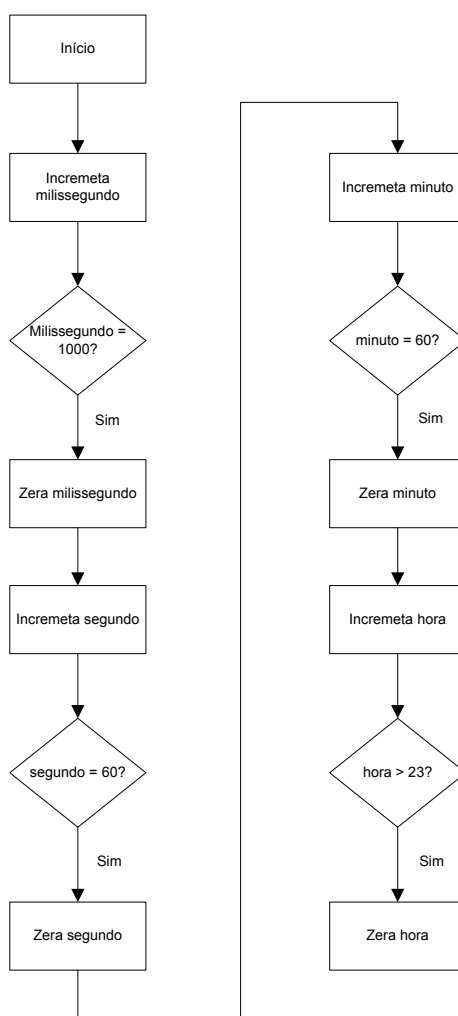 Início
Incremeta
milissegundo
Milissegundo =
1000?
Sim
Zera milissegundo
Incremeta segundo
segundo = 60?
Sim
Zera segundo
Incremeta minuto
minuto = 60?
Sim
Zera minuto
Incremeta hora
hora > 23?
Sim
Zera hora